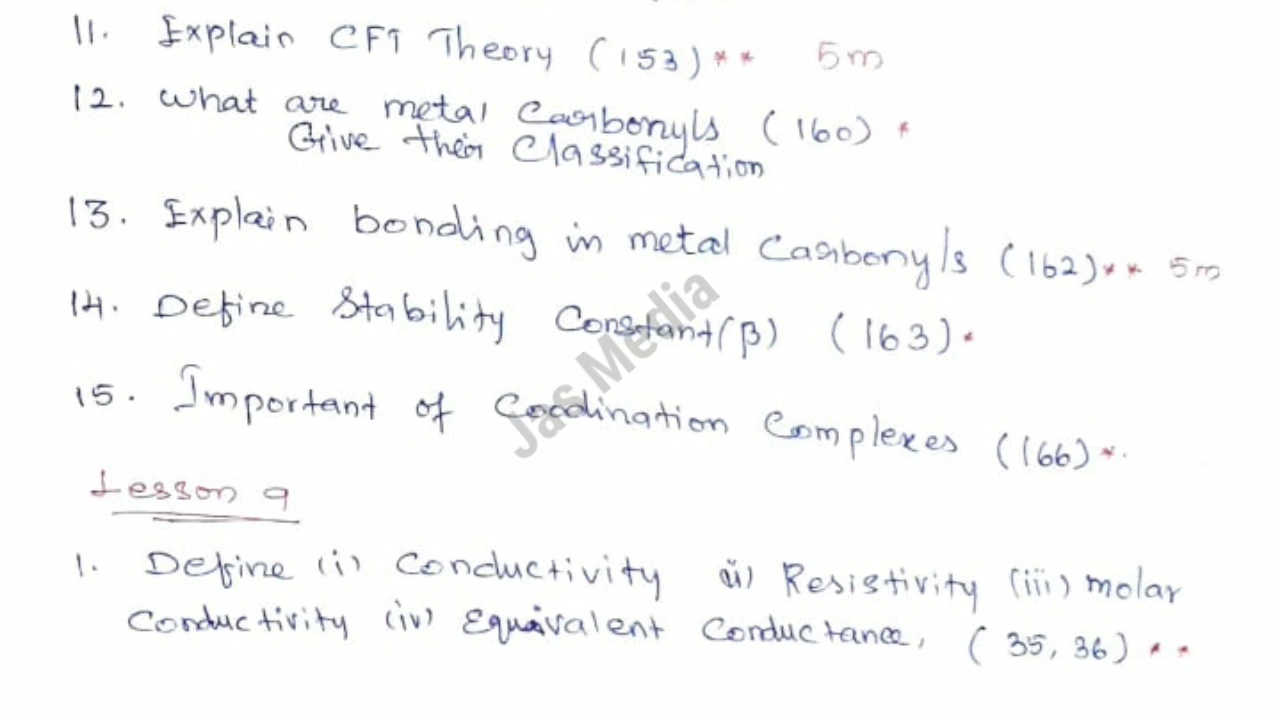 11. Explain CFT Theory (153) ** 5m
12. What are metal Carbonyls (160) *
Give their Classification
13. Explain bonding in metal Carbonyls (162) ** 5m
14. Define Stability Constant (β) (163) *
15. Important of Coodination Complexes (166) *.
Lesson 9
1. Define (i) Conductivity (ii) Resistivity (iii) molar
Conductivity (iv) Equivalent Conductance, (35, 36) **
Jas Media